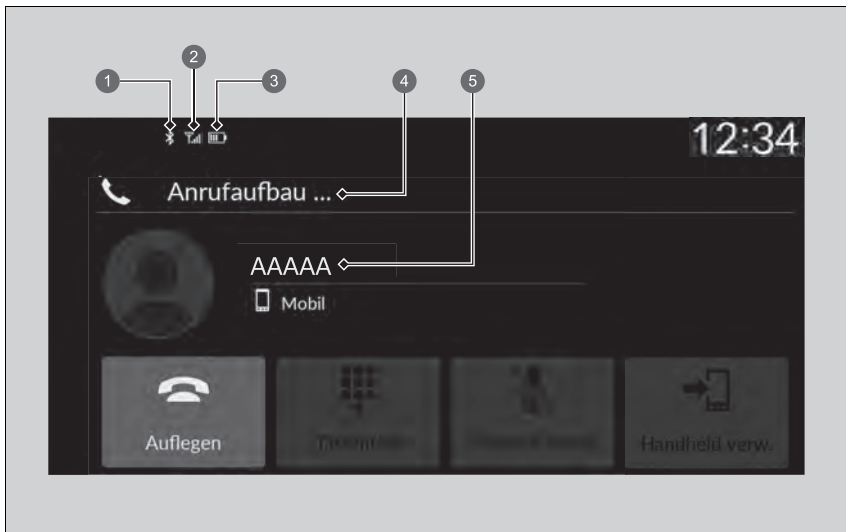 1
2
3
4
5
12:34
Anrufaufbau ...
AAAAA
Mobil
Auflegen
Handheld verw.